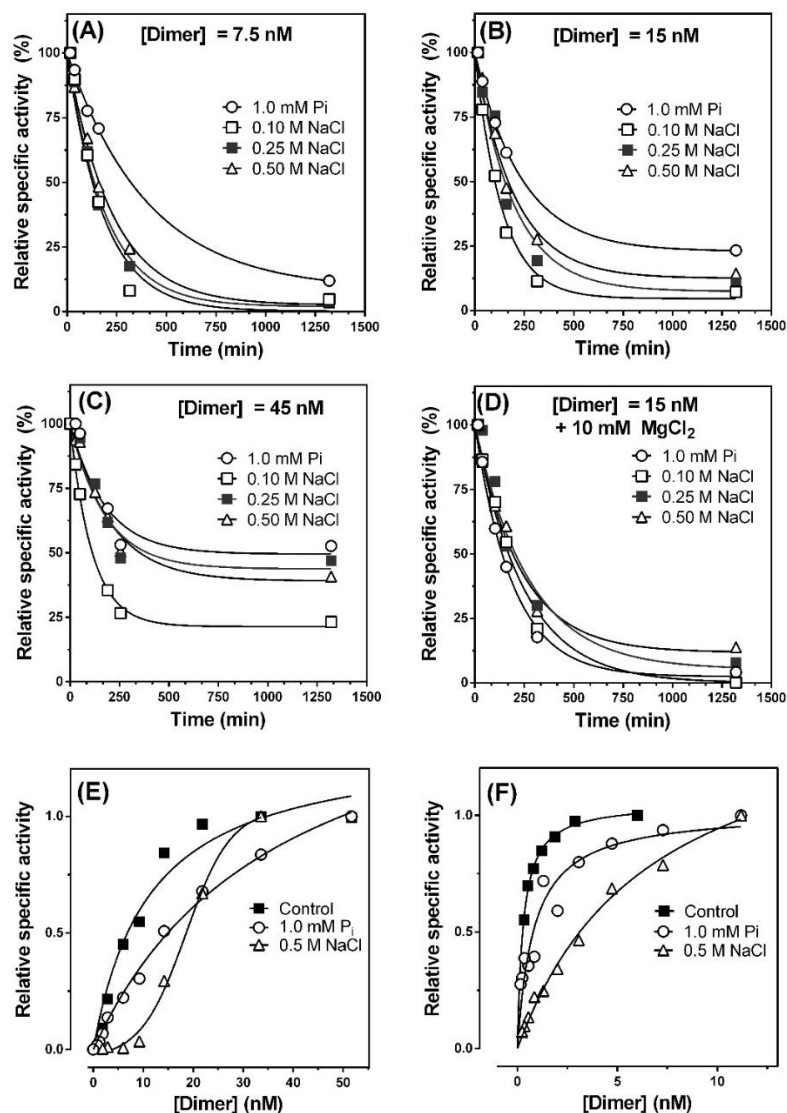 (A)
[Dimer] = 7.5 nM
Relative specific activity (%)
100
75
50
25
0
1.0 mM Pi
0.10 M NaCl
0.25 M NaCl
0.50 M NaCl
0 250 500 750 1000 1250 1500
Time (min)
(B)
[Dimer] = 15 nM
Relative specific activity (%)
100
75
50
25
0
1.0 mM Pi
0.10 M NaCl
0.25 M NaCl
0.50 M NaCl
0 250 500 750 1000 1250 1500
Time (min)
(C)
[Dimer] = 45 nM
Relative specific activity (%)
100
75
50
25
0
1.0 mM Pi
0.10 M NaCl
0.25 M NaCl
0.50 M NaCl
0 250 500 750 1000 1250 1500
Time (min)
(D)
[Dimer] = 15 nM
+ 10 mM MgCl₂
Relative specific activity (%)
100
75
50
25
0
1.0 mM Pi
0.10 M NaCl
0.25 M NaCl
0.50 M NaCl
0 250 500 750 1000 1250 1500
Time (min)
(E)
Relative specific activity
1.0
0.5
0.0
Control
1.0 mM Pᵢ
0.5 M NaCl
0 10 20 30 40 50
[Dimer] (nM)
(F)
Relative specific activity
1.0
0.5
0.0
Control
1.0 mM Pi
0.5 M NaCl
0 5 10
[Dimer] (nM)